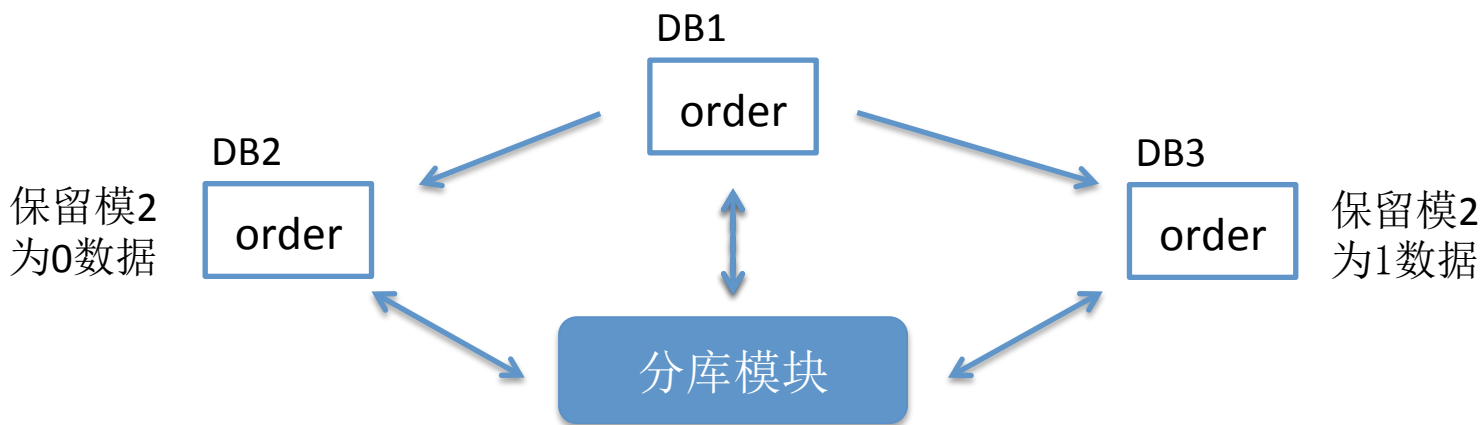 DB1
order
DB2
order
保留模2
为0数据
DB3
order
保留模2
为1数据
分库模块